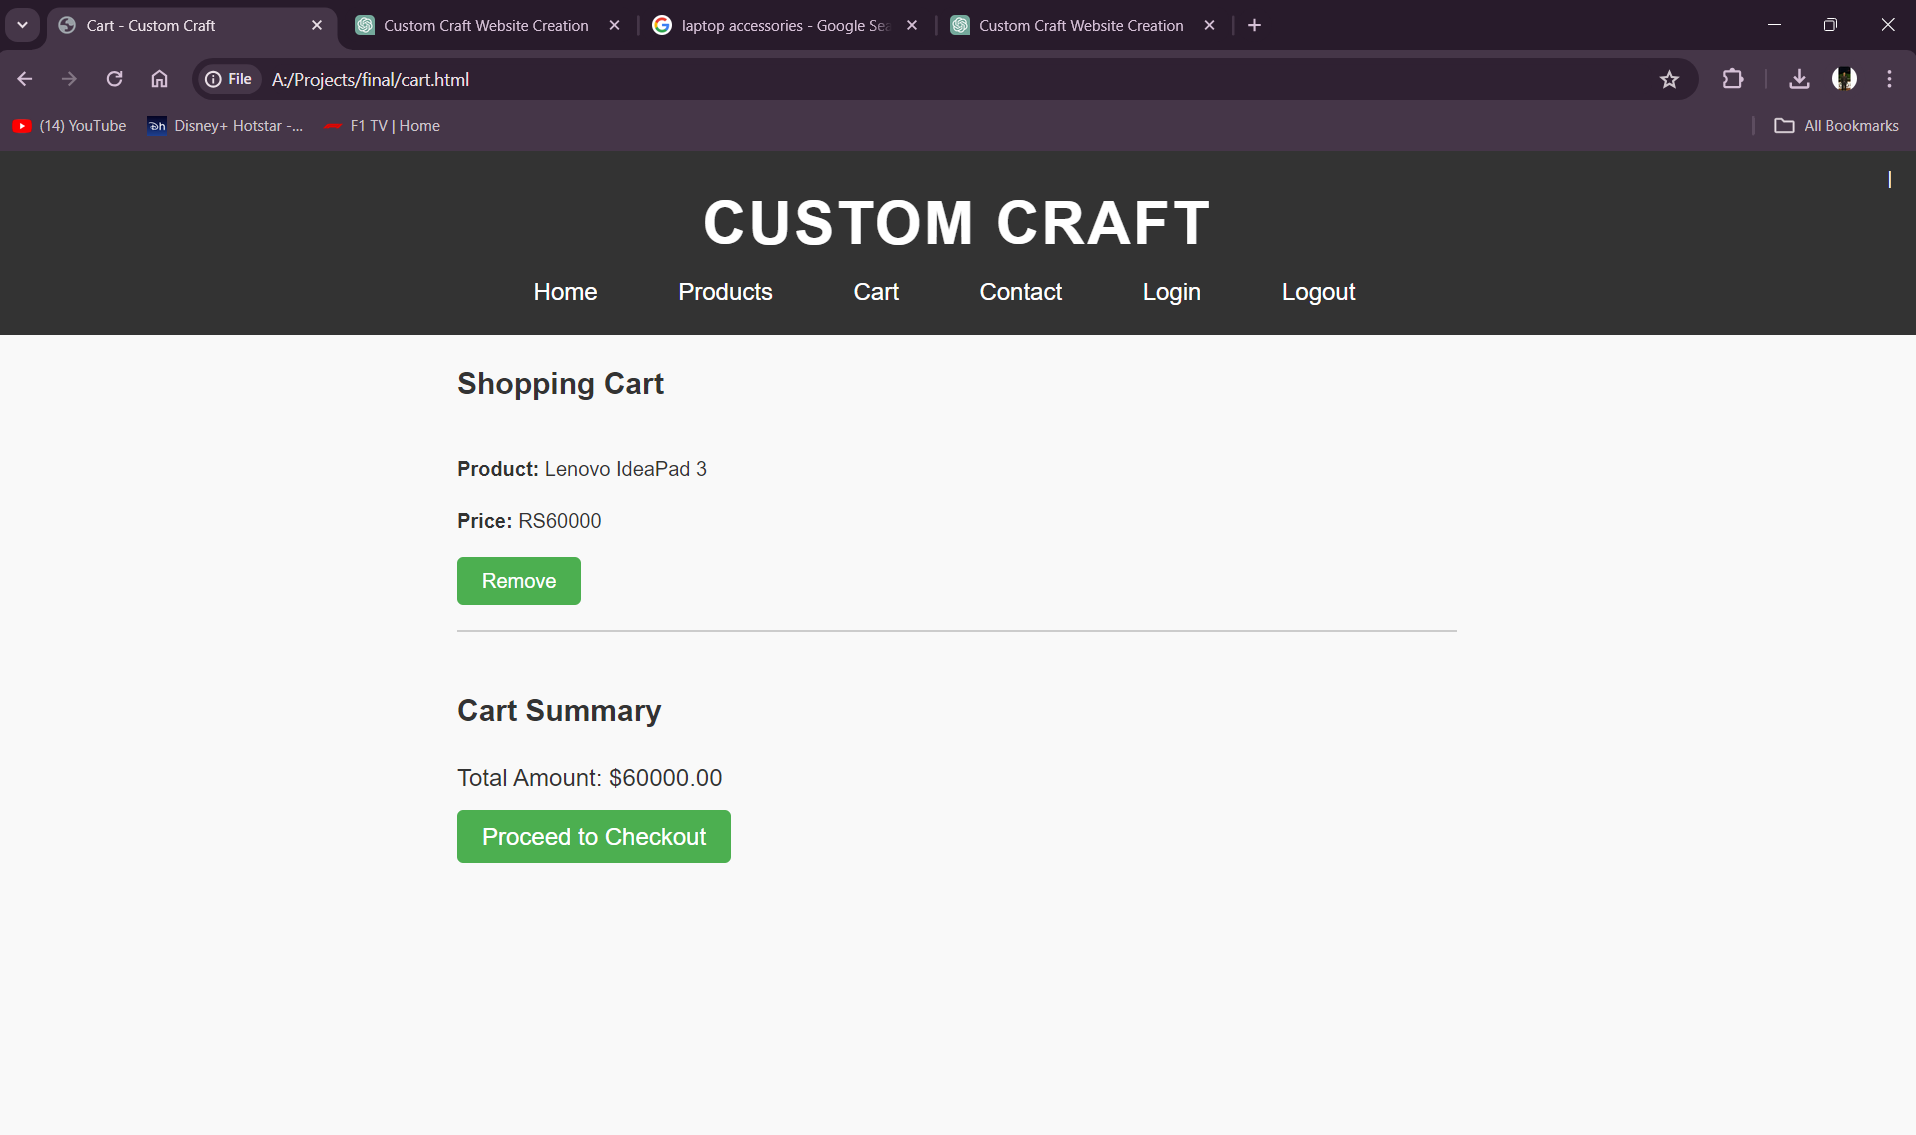 Cart - Custom Craft
Custom Craft Website Creation
laptop accessories - Google Sea
Custom Craft Website Creation
File
A:/Projects/final/cart.html
(14) YouTube
Disney+ Hotstar -...
F1 TV | Home
All Bookmarks
|
CUSTOM CRAFT
Home Products Cart Contact Login Logout
Shopping Cart
Product: Lenovo IdeaPad 3
Price: RS60000
Remove
Cart Summary
Total Amount: $60000.00
Proceed to Checkout